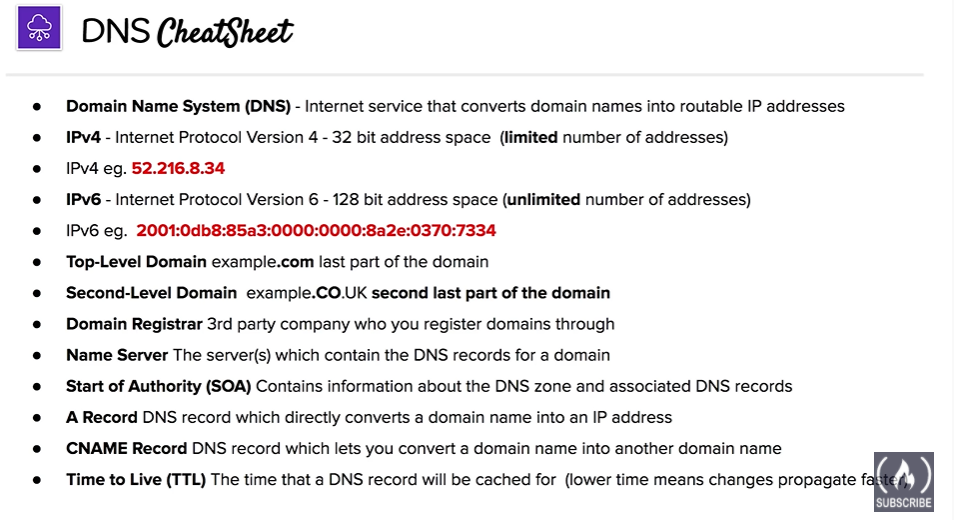 DNS CheatSheet
● Domain Name System (DNS) - Internet service that converts domain names into routable IP addresses
● IPv4 - Internet Protocol Version 4 - 32 bit address space (limited number of addresses)
● IPv4 eg. 52.216.8.34
● IPv6 - Internet Protocol Version 6 - 128 bit address space (unlimited number of addresses)
● IPv6 eg. 2001:0db8:85a3:0000:0000:8a2e:0370:7334
● Top-Level Domain example.com last part of the domain
● Second-Level Domain example.CO.UK second last part of the domain
● Domain Registrar 3rd party company who you register domains through
● Name Server The server(s) which contain the DNS records for a domain
● Start of Authority (SOA) Contains information about the DNS zone and associated DNS records
● A Record DNS record which directly converts a domain name into an IP address
● CNAME Record DNS record which lets you convert a domain name into another domain name
● Time to Live (TTL) The time that a DNS record will be cached for (lower time means changes propagate faster)
SUBSCRIBE